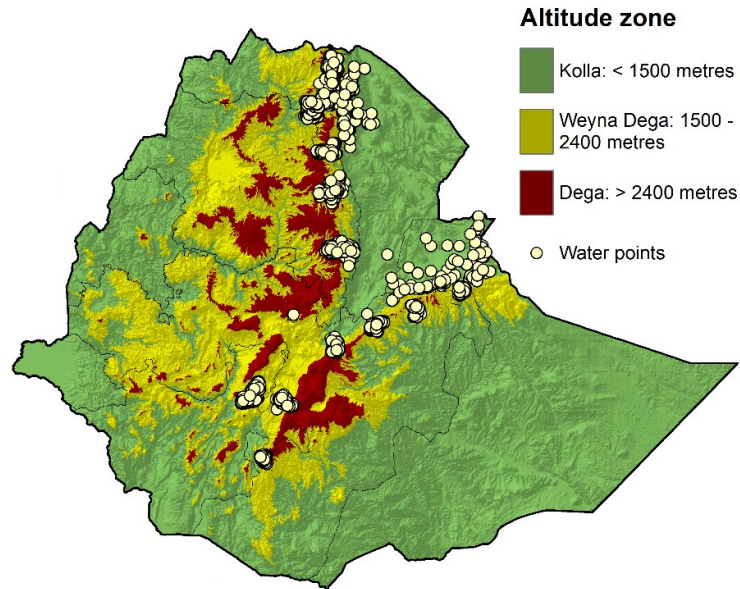 Altitude zone
Kolla: < 1500 metres
Weyna Dega: 1500 -
2400 metres
Dega: > 2400 metres
Water points